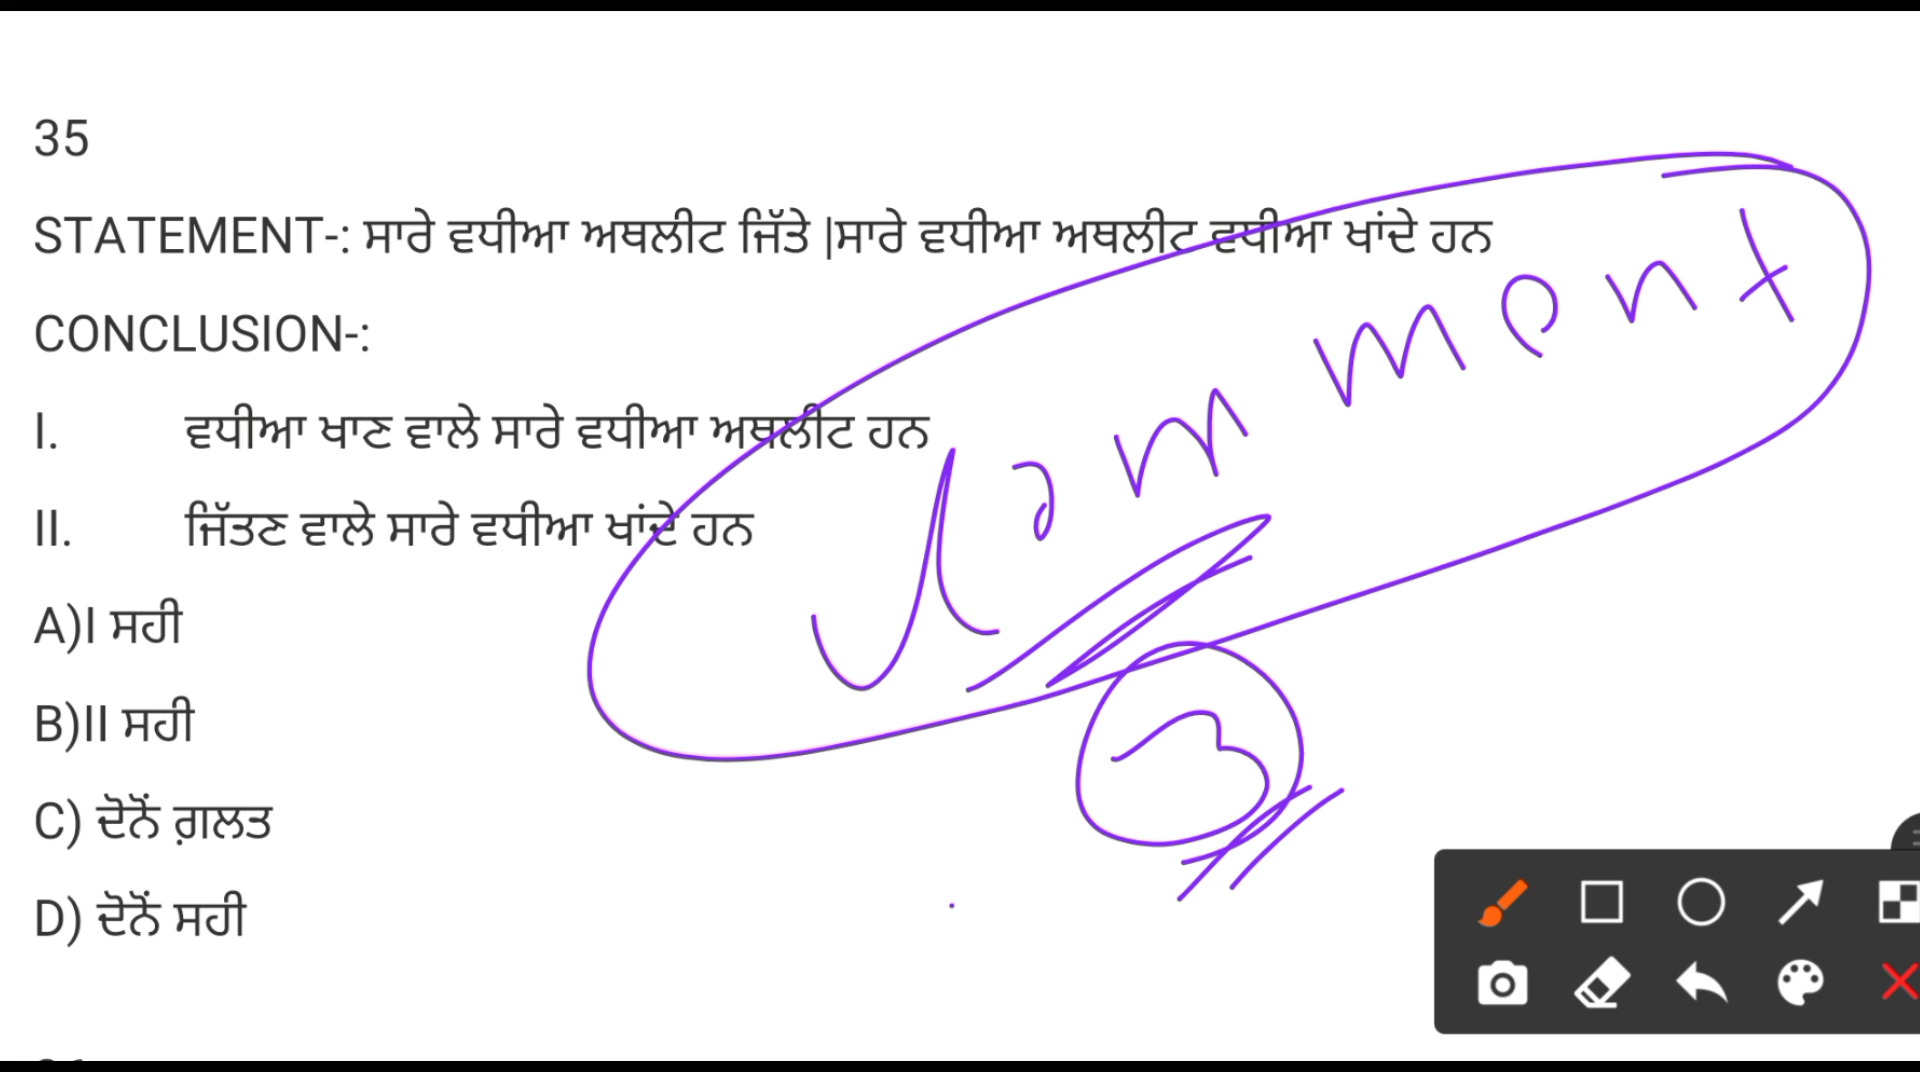 35
STATEMENT-: ਸਾਰੇ ਵਧੀਆ ਅਥਲੀਟ ਜਿੱਤੇ |ਸਾਰੇ ਵਧੀਆ ਅਥਲੀਟ ਵਧੀਆ ਖਾਂਦੇ ਹਨ
CONCLUSION-:
I. ਵਧੀਆ ਖਾਣ ਵਾਲੇ ਸਾਰੇ ਵਧੀਆ ਅਥਲੀਟ ਹਨ
II. ਜਿੱਤਣ ਵਾਲੇ ਸਾਰੇ ਵਧੀਆ ਖਾਂਦੇ ਹਨ
A)I ਸਹੀ
B)II ਸਹੀ
C) ਦੋਨੋਂ ਗ਼ਲਤ
D) ਦੋਨੋਂ ਸਹੀ
3